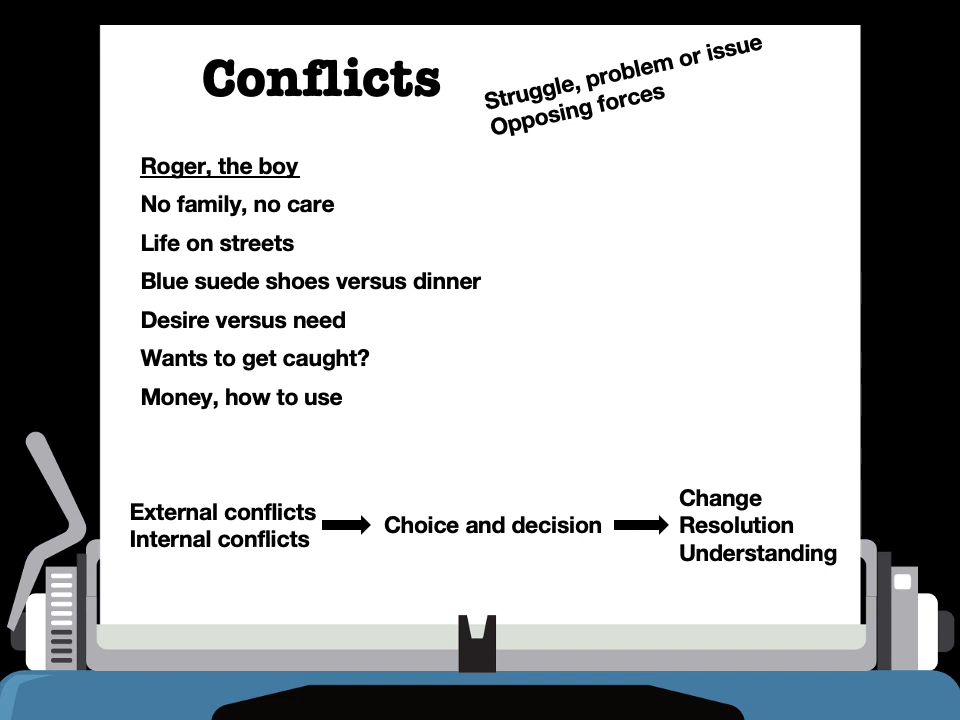 Conflicts
Struggle, problem or issue
Opposing forces
Roger, the boy
No family, no care
Life on streets
Blue suede shoes versus dinner
Desire versus need
Wants to get caught?
Money, how to use
External conflicts
Internal conflicts
Choice and decision
Change
Resolution
Understanding